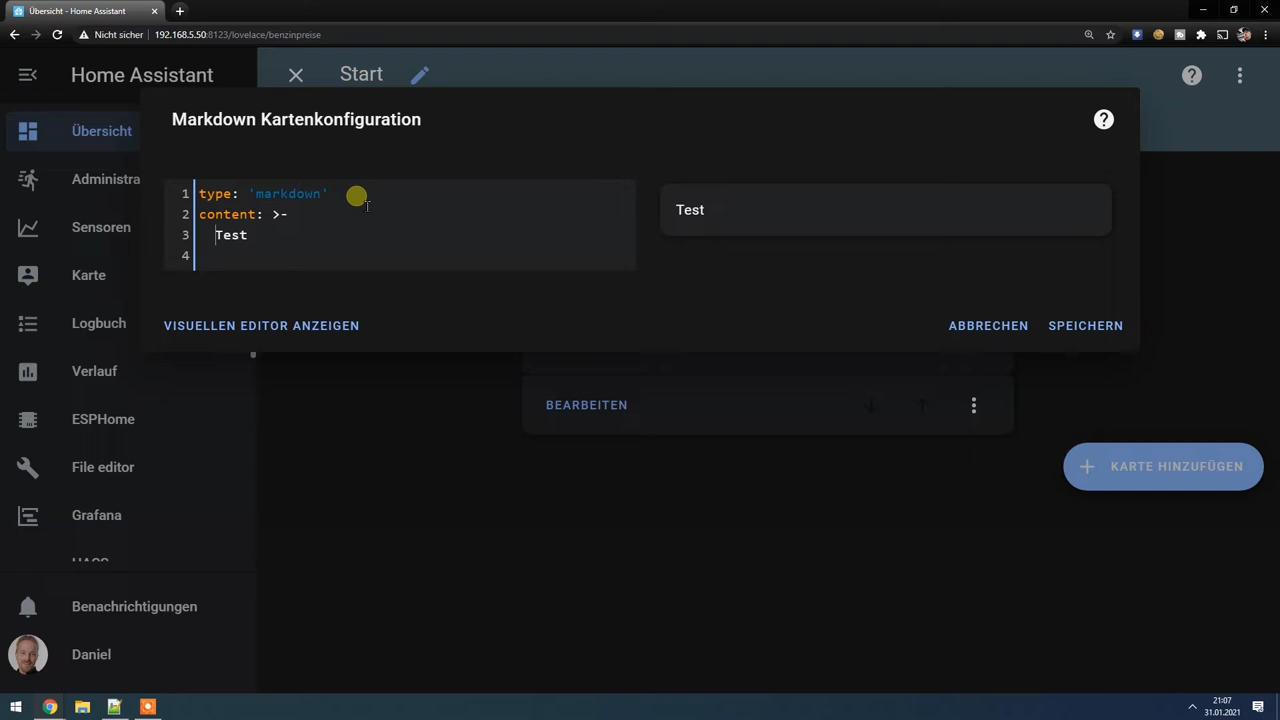 Übersicht - Home Assistant
Nicht sicher 192.168.5.50:8123/lovelace/benzinpreise
Home Assistant
Start
Markdown Kartenkonfiguration
Übersicht
Administra
Sensoren
Karte
Logbuch
Verlauf
ESPHome
File editor
Grafana
HACS
Benachrichtigungen
Daniel
1 type: 'markdown'
2 content: >-
3 Test
4
Test
VISUELLEN EDITOR ANZEIGEN
ABBRECHEN SPEICHERN
BEARBEITEN
KARTE HINZUFÜGEN
21:07
31.01.2021